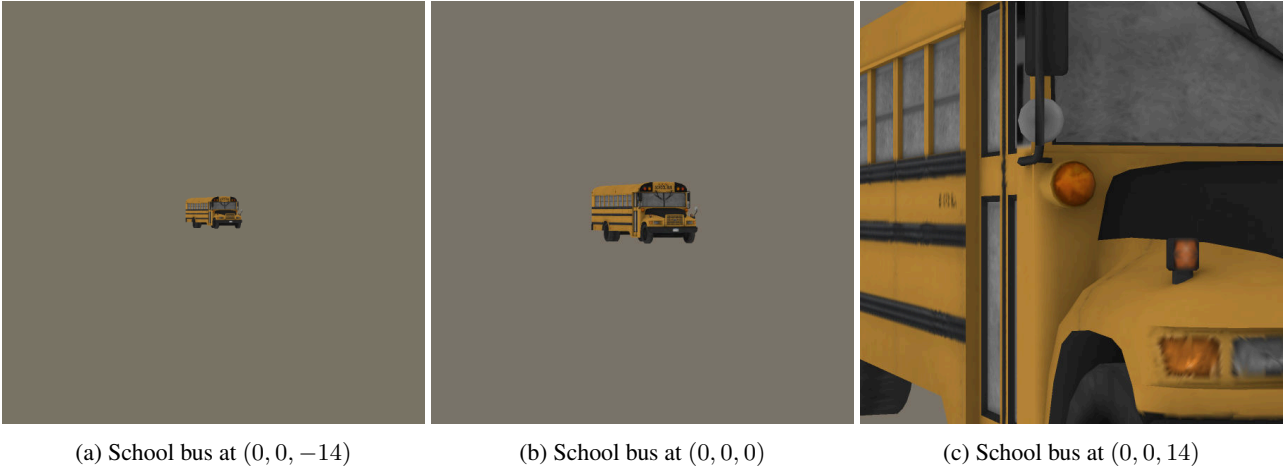 (a) School bus at (0, 0, −14)
(b) School bus at (0, 0, 0)
(c) School bus at (0, 0, 14)